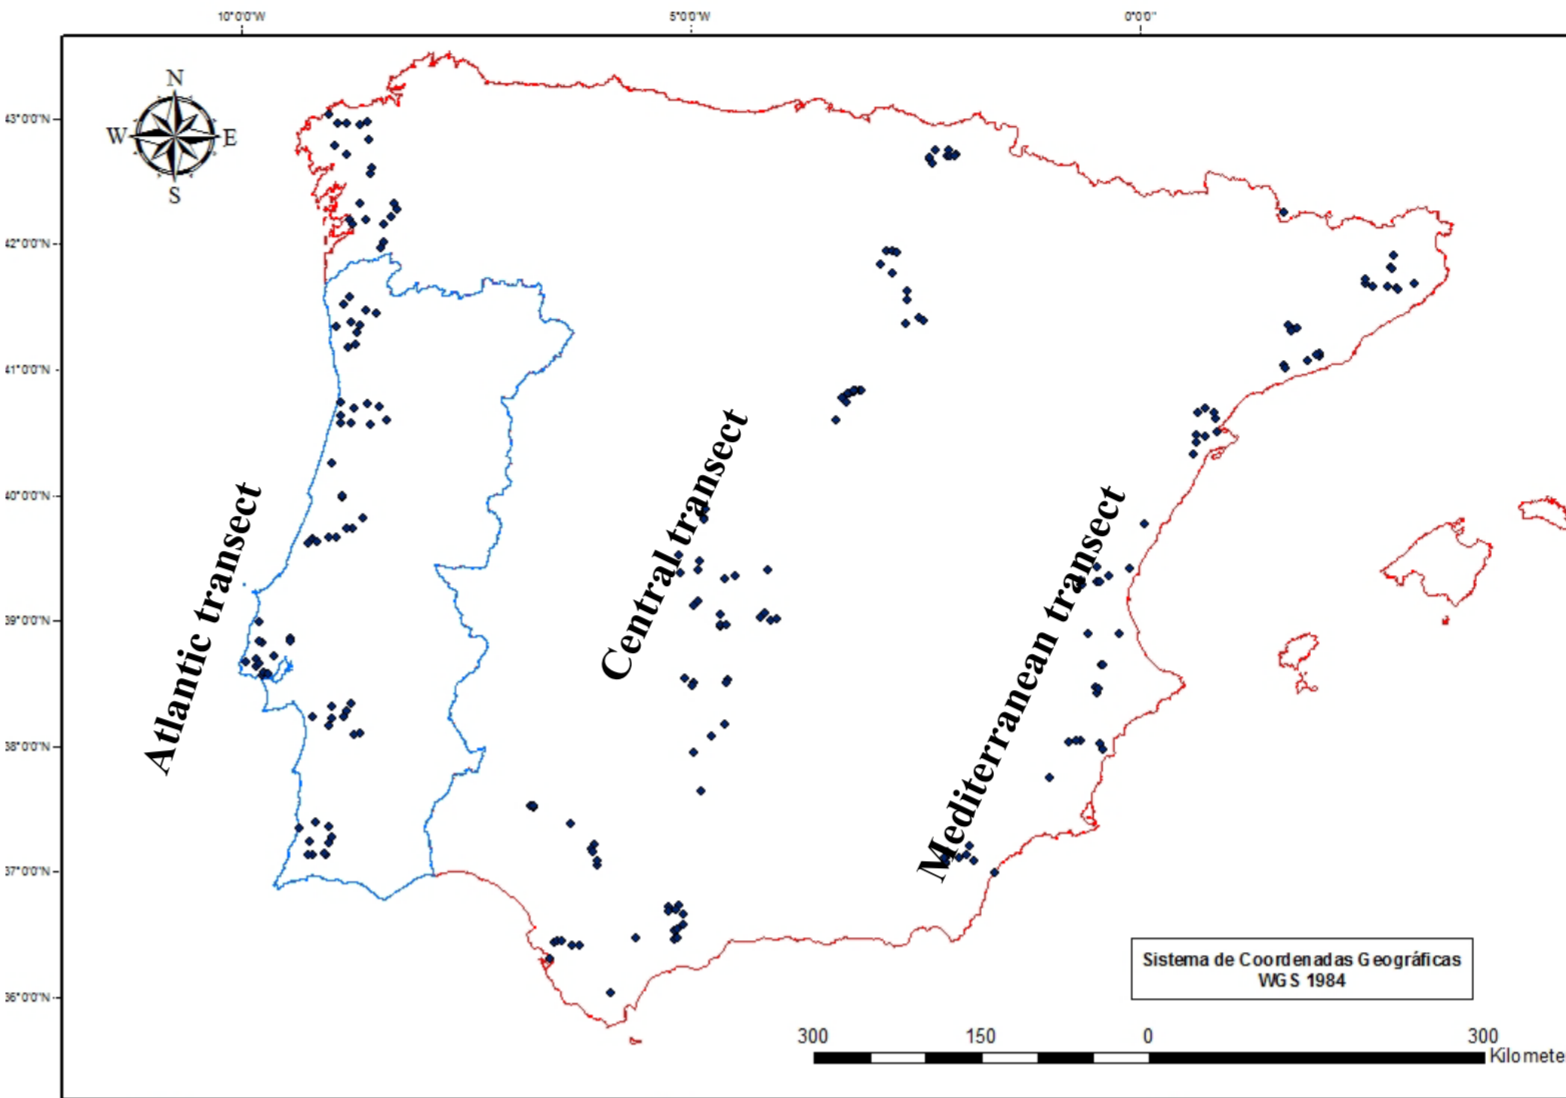 10°0'0"W 5°0'0"W 0°0'0"
N
W E
S
43°0'0"N
42°0'0"N
41°0'0"N
40°0'0"N
39°0'0"N
38°0'0"N
37°0'0"N
36°0'0"N
Atlantic transect
Central transect
Mediterranean transect
Sistema de Coordenadas Geográficas
WGS 1984
300 150 0 300
Kilomete